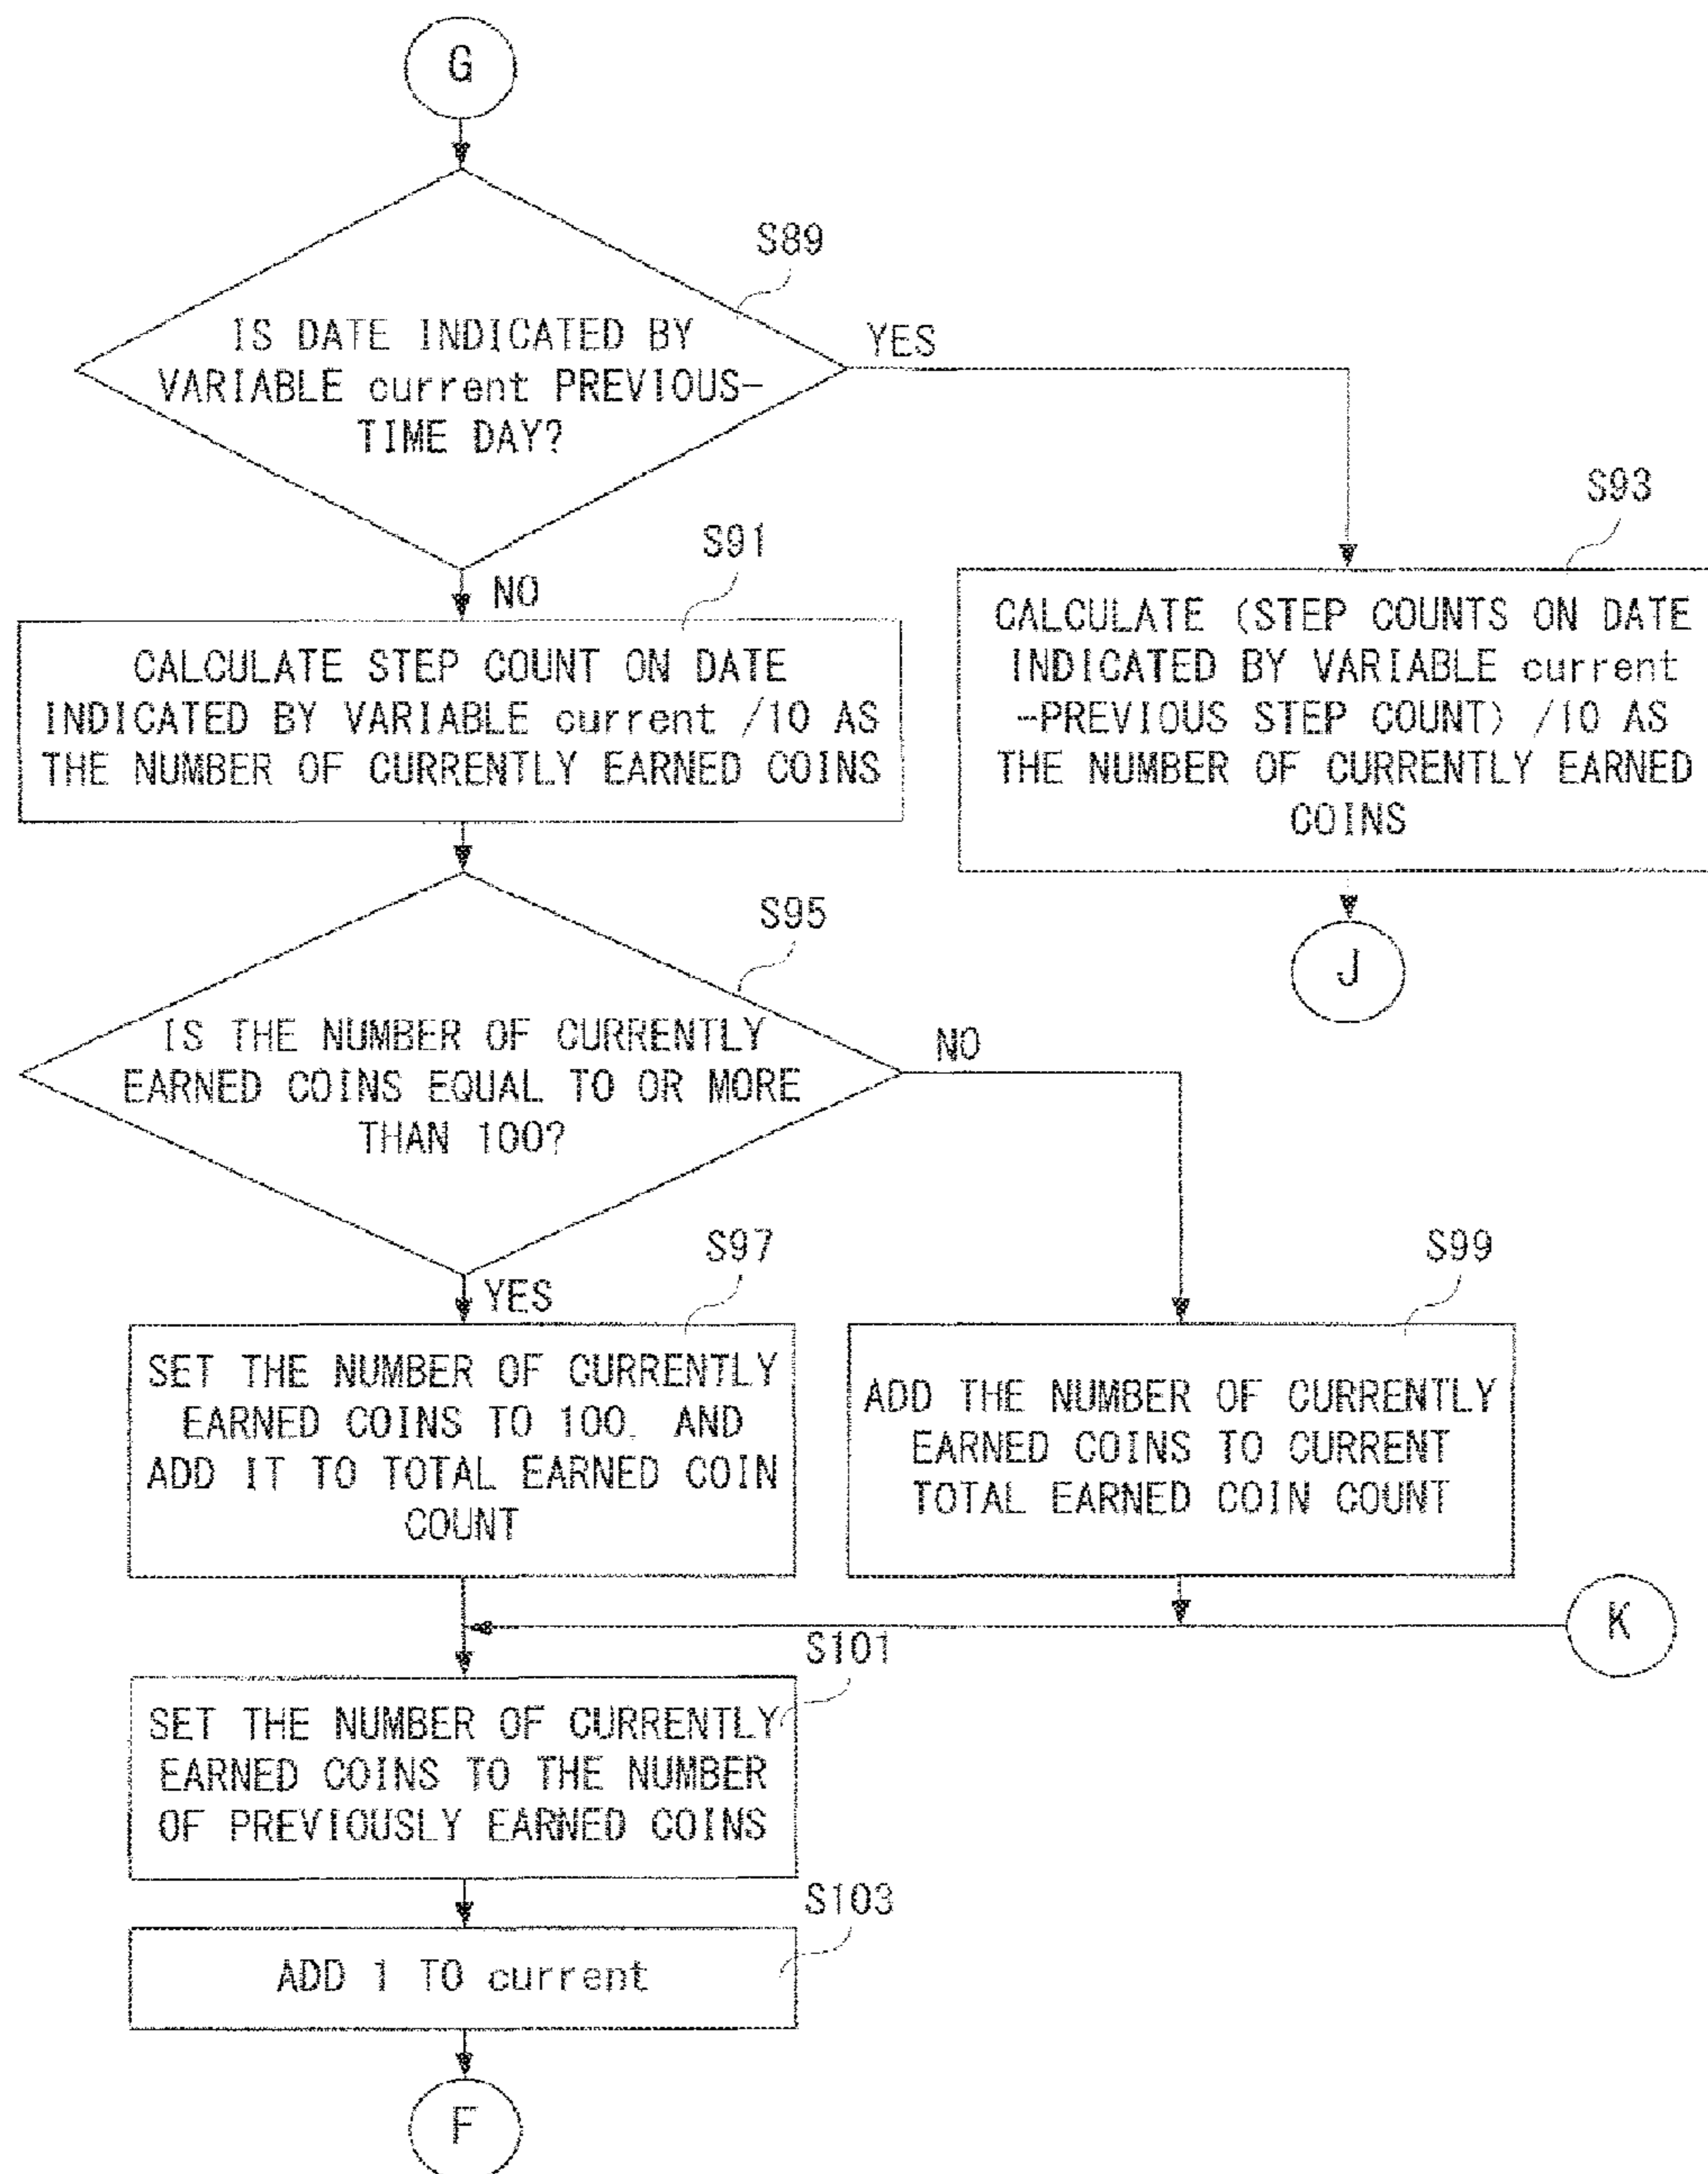 G
S89
IS DATE INDICATED BY
VARIABLE current PREVIOUS-
TIME DAY?
YES
NO
S91
CALCULATE STEP COUNT ON DATE
INDICATED BY VARIABLE current /10 AS
THE NUMBER OF CURRENTLY EARNED COINS
S93
CALCULATE (STEP COUNTS ON DATE
INDICATED BY VARIABLE current
-PREVIOUS STEP COUNT) /10 AS
THE NUMBER OF CURRENTLY EARNED
COINS
J
S95
IS THE NUMBER OF CURRENTLY
EARNED COINS EQUAL TO OR MORE
THAN 100?
NO
YES
S97
SET THE NUMBER OF CURRENTLY
EARNED COINS TO 100, AND
ADD IT TO TOTAL EARNED COIN
COUNT
S99
ADD THE NUMBER OF CURRENTLY
EARNED COINS TO CURRENT
TOTAL EARNED COIN COUNT
K
S101
SET THE NUMBER OF CURRENTLY
EARNED COINS TO THE NUMBER
OF PREVIOUSLY EARNED COINS
S103
ADD 1 TO current
F